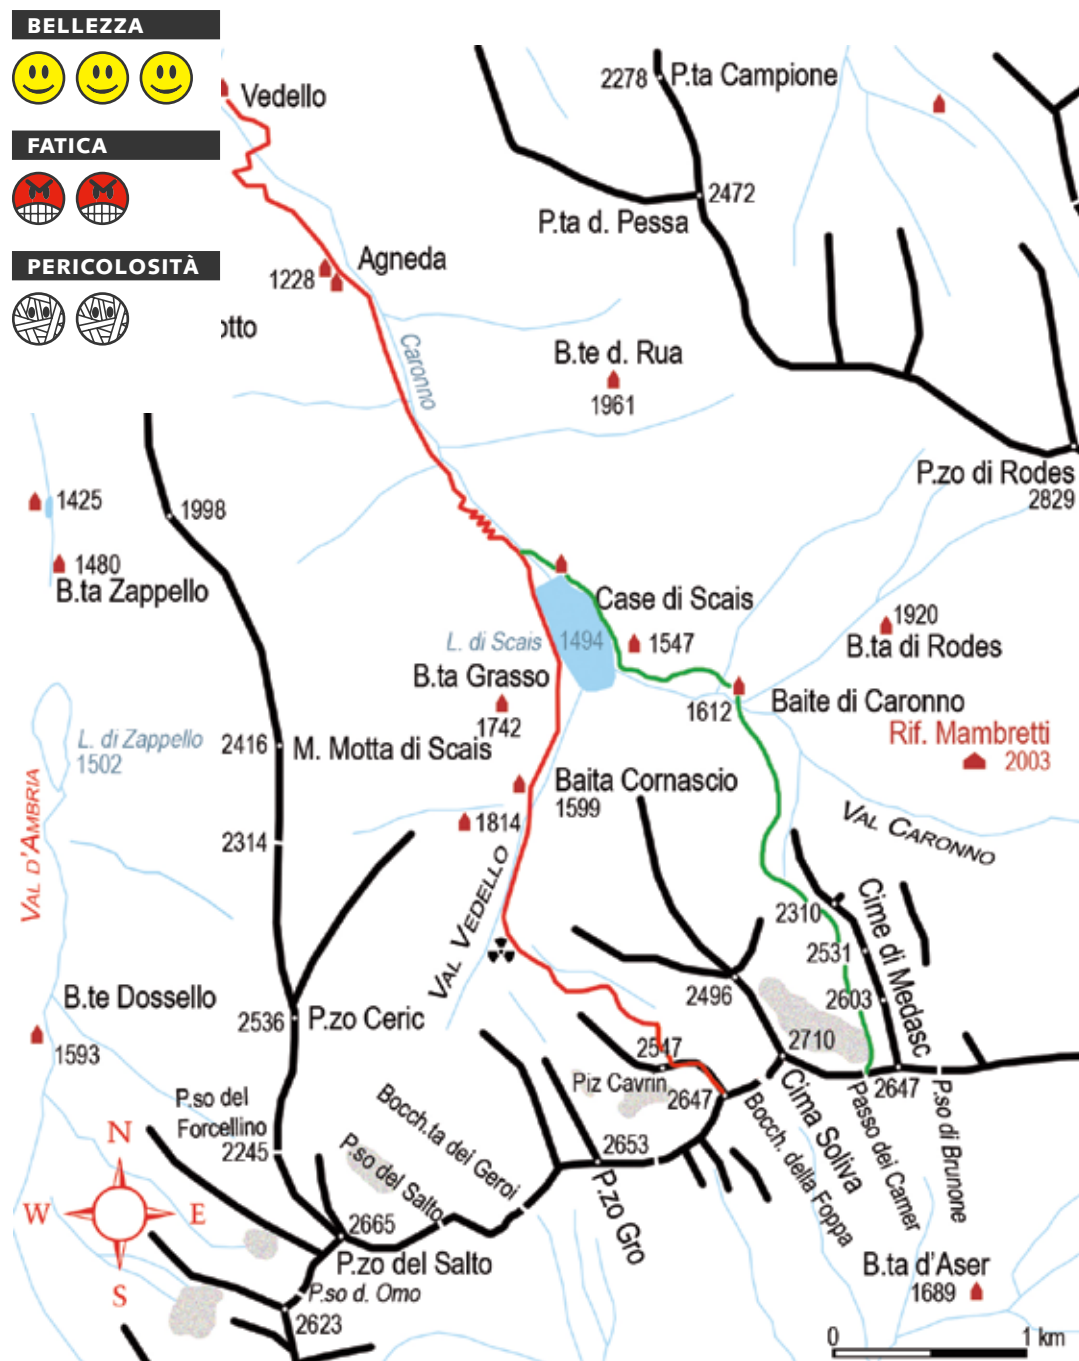 BELLEZZA
FATICA
PERICOLOSITÀ
Vedello
2278 P.ta Campione
2472
P.ta d. Pessa
Agneda
1228
otto
Caronno
B.te d. Rua
1961
P.zo di Rodes
2829
1425
1998
1480
B.ta Zappello
Case di Scais
L. di Scais 1494
1547
1920
B.ta di Rodes
B.ta Grasso
1742
1612
Baite di Caronno
Rif. Mambretti
2003
L. di Zappello
1502
2416
M. Motta di Scais
Baita Cornascio
1599
1814
2314
VAL D'AMBRIA
VAL VEDELLO
VAL CARONNO
2310
Cime di Medasc
2531
2603
2496
2710
B.te Dossello
1593
2536
P.zo Ceric
2547
Piz Cavrin
2647
Cima Soliva
2647
P.so di Brunone
Passo dei Camer
Bocch. della Foppa
P.so del
Forcellino
2245
Bocch.ta dei Geroi
P.so del Salto
2653
P.zo Gro
N
W
E
S
2665
P.zo del Salto
P.so d. Omo
2623
B.ta d'Aser
1689
0
1 km